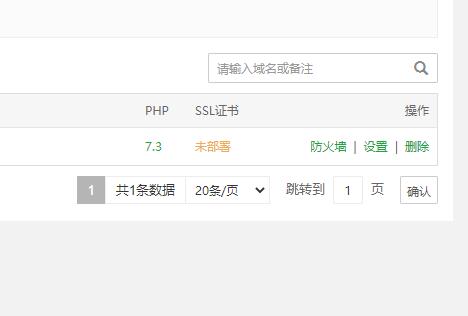 请输入域名或备注
PHP SSL证书 操作
7.3 未部署 防火墙 | 设置 | 删除
1 共1条数据 20条/页 跳转到 1 页 确认